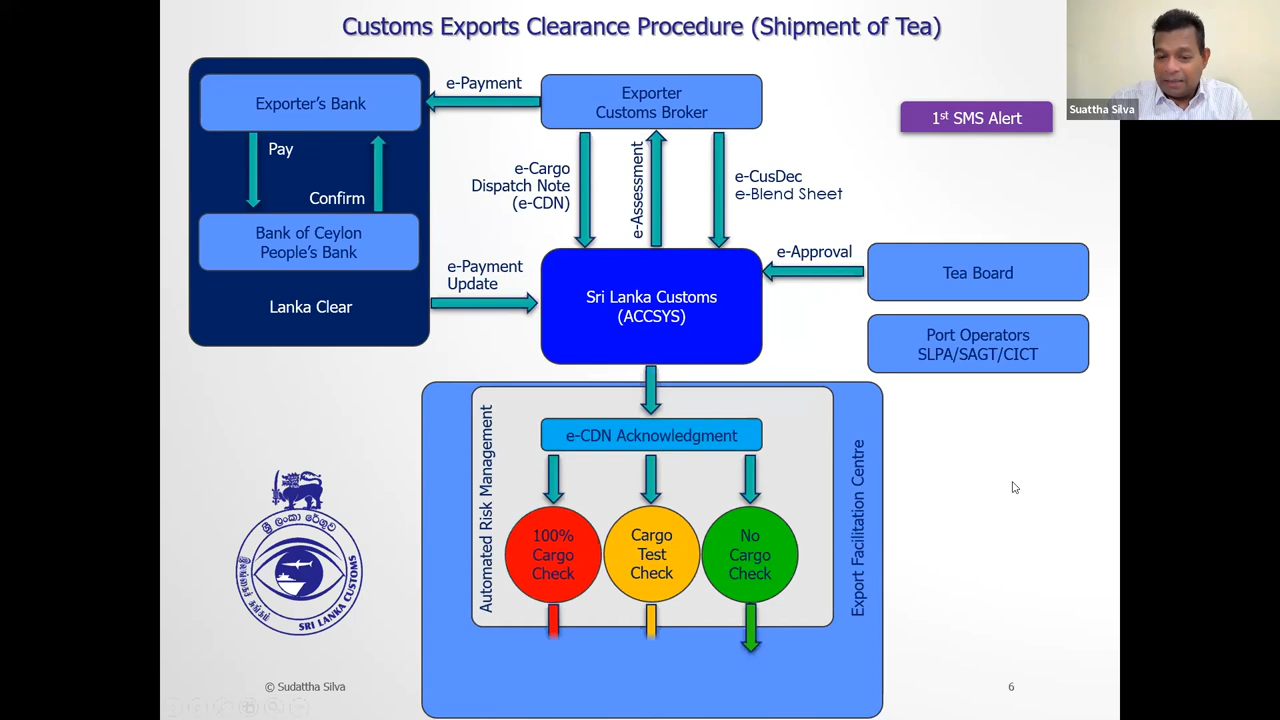 Customs Exports Clearance Procedure (Shipment of Tea)
Suattha Silva
1st SMS Alert
Exporter's Bank
e-Payment
Exporter
Customs Broker
Pay
Confirm
Bank of Ceylon
People's Bank
Lanka Clear
e-Cargo
Dispatch Note
(e-CDN)
e-Assessment
e-CusDec
e-Blend Sheet
e-Payment
Update
Sri Lanka Customs
(ACCSYS)
e-Approval
Tea Board
Port Operators
SLPA/SAGT/CICT
Automated Risk Management
e-CDN Acknowledgment
100%
Cargo
Check
Cargo
Test
Check
No
Cargo
Check
Export Facilitation Centre
ශ්‍රී ලංකා රේගුව
SRI LANKA CUSTOMS
© Sudattha Silva
6